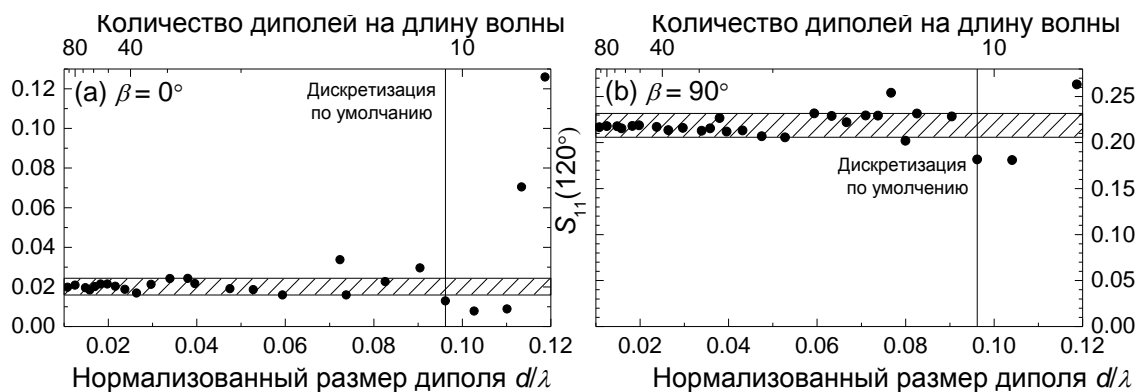 Количество диполей на длину волны
80 40 10
0.12
0.10
0.08
0.06
0.04
0.02
0.00
(a) β = 0°
Дискретизация
по умолчанию
0.02 0.04 0.06 0.08 0.10 0.12
Нормализованный размер диполя d/λ
Количество диполей на длину волны
80 40 10
S₁₁(120°)
(b) β = 90°
Дискретизация
по умолчению
0.25
0.20
0.15
0.10
0.05
0.00
0.02 0.04 0.06 0.08 0.10 0.12
Нормализованный размер диполя d/λ